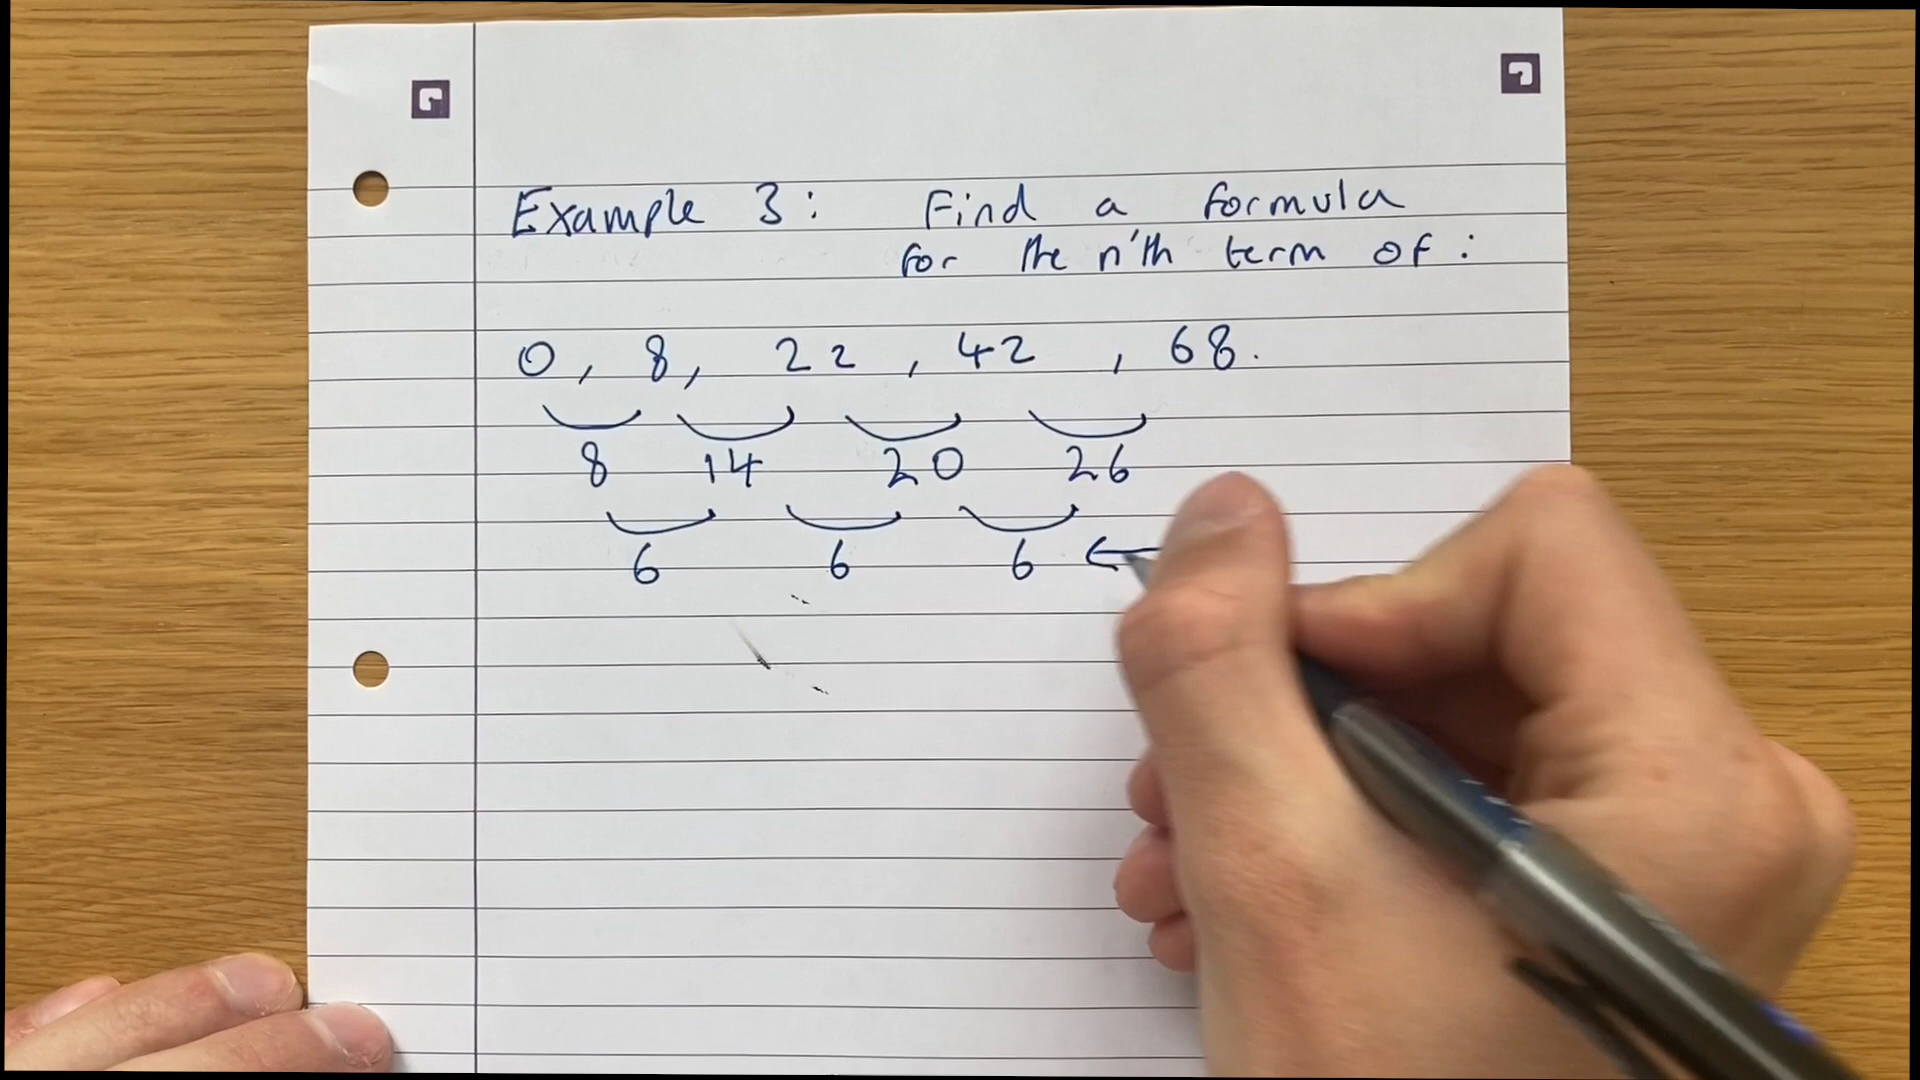 Example 3: Find a formula
for the n'th term of:
0, 8, 22, 42, 68.
8 14 20 26
6 6 6 ←